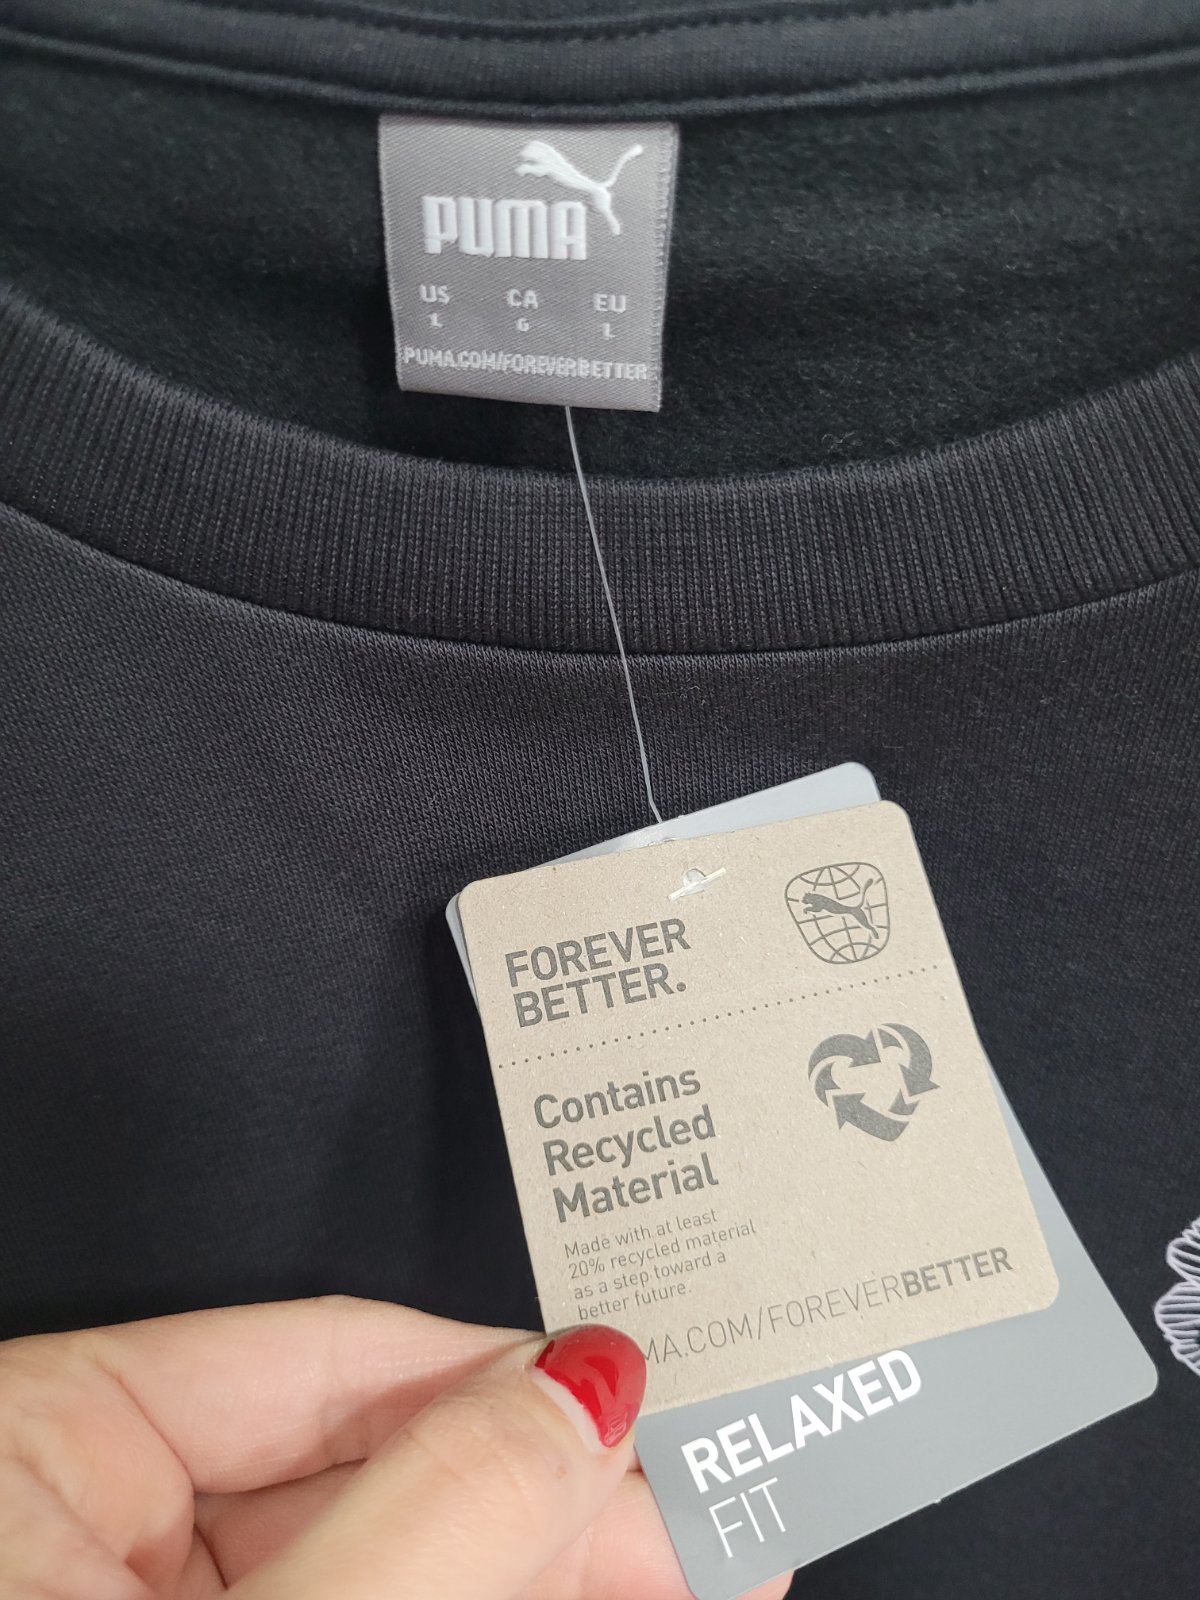 PUMA
US CA EU
L G L
PUMA.COM/FOREVERBETTER
FOREVER
BETTER.
Contains
Recycled
Material
Made with at least
20% recycled material
as a step toward a
better future.
MA.COM/FOREVERBETTER
RELAXED
FIT